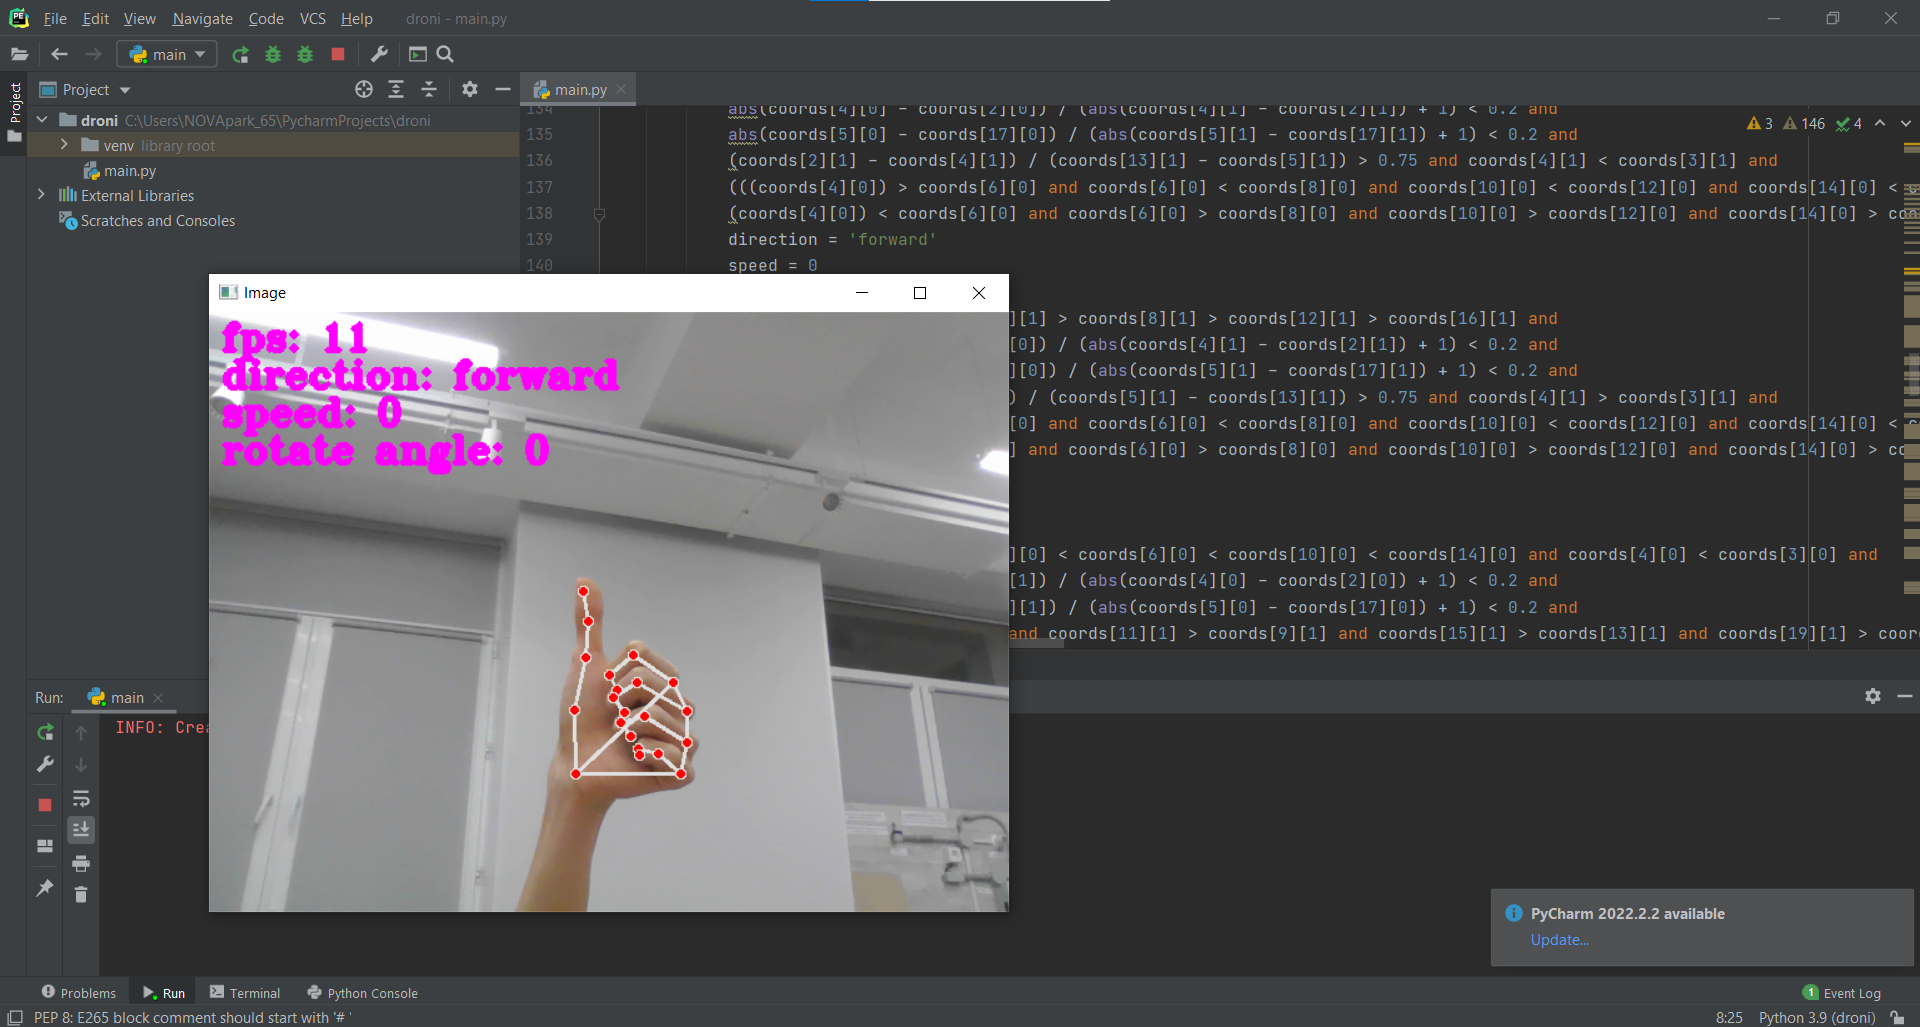 File Edit View Navigate Code VCS Help droni - main.py
main
Project
Project
main.py
droni C:\Users\NOVApark_65\PycharmProjects\droni
venv library root
main.py
External Libraries
Scratches and Consoles
3 146 4
134 abs(coords[4][0] - coords[2][0]) / (abs(coords[4][1] - coords[2][1]) + 1) < 0.2 and
135 abs(coords[5][0] - coords[17][0]) / (abs(coords[5][1] - coords[17][1]) + 1) < 0.2 and
136 (coords[2][1] - coords[4][1]) / (coords[13][1] - coords[5][1]) > 0.75 and coords[4][1] < coords[3][1] and
137 (((coords[4][0]) > coords[6][0] and coords[6][0] < coords[8][0] and coords[10][0] < coords[12][0] and coords[14][0] <
138 (coords[4][0]) < coords[6][0] and coords[6][0] > coords[8][0] and coords[10][0] > coords[12][0] and coords[14][0] >
139 direction = 'forward'
140 speed = 0
][1] > coords[8][1] > coords[12][1] > coords[16][1] and
[0]) / (abs(coords[4][1] - coords[2][1]) + 1) < 0.2 and
][0]) / (abs(coords[5][1] - coords[17][1]) + 1) < 0.2 and
) / (coords[5][1] - coords[13][1]) > 0.75 and coords[4][1] > coords[3][1] and
[0] and coords[6][0] < coords[8][0] and coords[10][0] < coords[12][0] and coords[14][0] <
] and coords[6][0] > coords[8][0] and coords[10][0] > coords[12][0] and coords[14][0] > co
][0] < coords[6][0] < coords[10][0] < coords[14][0] and coords[4][0] < coords[3][0] and
[1]) / (abs(coords[4][0] - coords[2][0]) + 1) < 0.2 and
][1]) / (abs(coords[5][0] - coords[17][0]) + 1) < 0.2 and
and coords[11][1] > coords[9][1] and coords[15][1] > coords[13][1] and coords[19][1] > coor
Image
fps: 11
direction: forward
speed: 0
rotate angle: 0
Run: main
INFO: Crea
PyCharm 2022.2.2 available
Update...
Problems Run Terminal Python Console
1 Event Log
PEP 8: E265 block comment should start with '# '
8:25 Python 3.9 (droni)